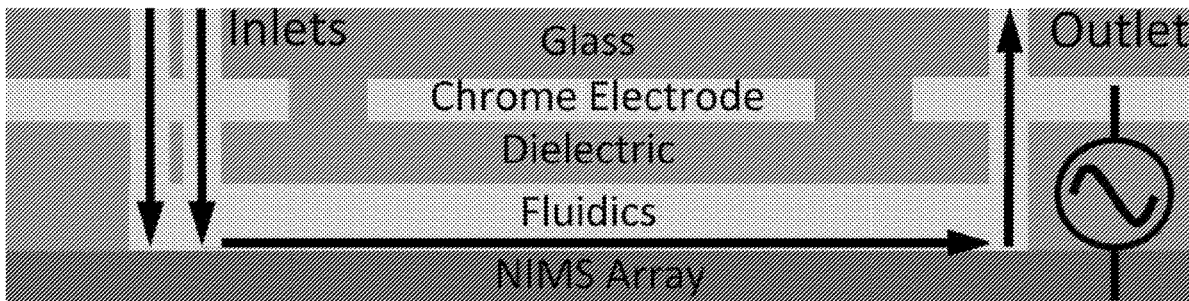 Inlets
Glass
Outlet
Chrome Electrode
Dielectric
Fluidics
NIMS Array